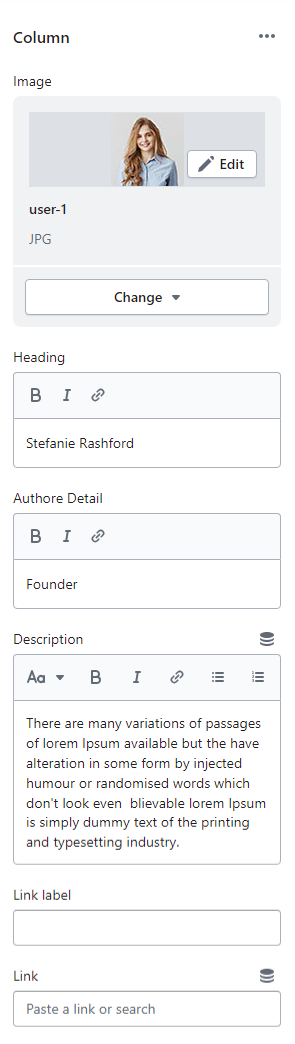 Column
Image
Edit
user-1
JPG
Change
Heading
B I
Stefanie Rashford
Authore Detail
B I
Founder
Description
Aa B I
There are many variations of passages
of lorem Ipsum available but the have
alteration in some form by injected
humour or randomised words which
don't look even  blievable lorem Ipsum
is simply dummy text of the printing
and typesetting industry.
Link label
Link
Paste a link or search